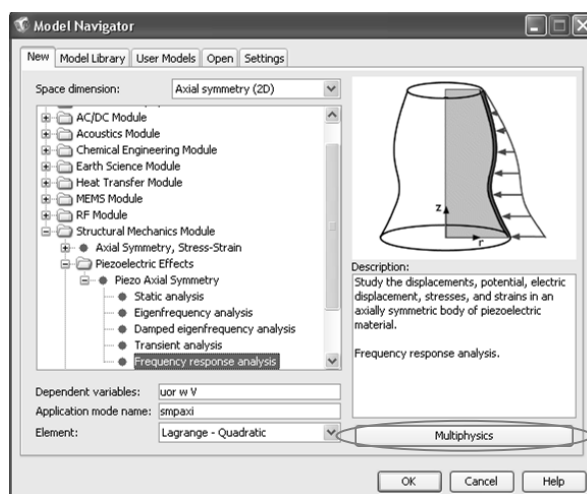 Model Navigator
New Model Library User Models Open Settings
Space dimension: Axial symmetry (2D)
AC/DC Module
Acoustics Module
Chemical Engineering Module
Earth Science Module
Heat Transfer Module
MEMS Module
RF Module
Structural Mechanics Module
Axial Symmetry, Stress-Strain
Piezoelectric Effects
Piezo Axial Symmetry
Static analysis
Eigenfrequency analysis
Damped eigenfrequency analysis
Transient analysis
Frequency response analysis
Dependent variables: uor w V
Application mode name: smpaxi
Element: Lagrange - Quadratic
z
r
Description:
Study the displacements, potential, electric
displacement, stresses, and strains in an
axially symmetric body of piezoelectric
material.
Frequency response analysis.
Multiphysics
OK Cancel Help